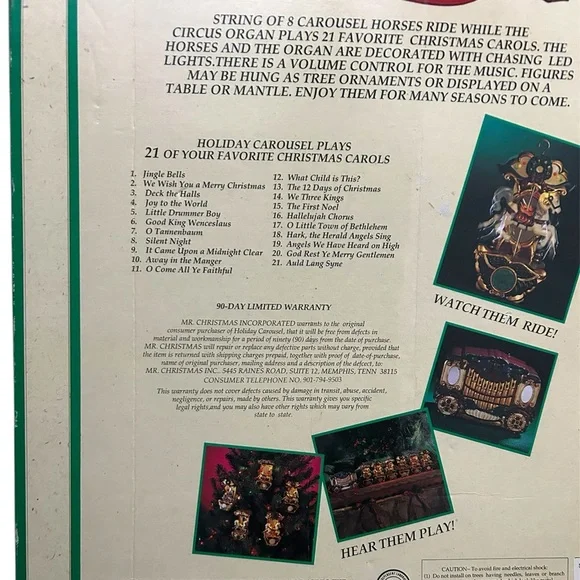 STRING OF 8 CAROUSEL HORSES RIDE WHILE THE
CIRCUS ORGAN PLAYS 21 FAVORITE CHRISTMAS CAROLS. THE
HORSES AND THE ORGAN ARE DECORATED WITH CHASING LED
LIGHTS.THERE IS A VOLUME CONTROL FOR THE MUSIC. FIGURES
MAY BE HUNG AS TREE ORNAMENTS OR DISPLAYED ON A
TABLE OR MANTLE. ENJOY THEM FOR MANY SEASONS TO COME.
HOLIDAY CAROUSEL PLAYS
21 OF YOUR FAVORITE CHRISTMAS CAROLS
1. Jingle Bells
2. We Wish You a Merry Christmas
3. Deck the Halls
4. Joy to the World
5. Little Drummer Boy
6. Good King Wenceslaus
7. O Tannenbaum
8. Silent Night
9. It Came Upon a Midnight Clear
10. Away in the Manger
11. O Come All Ye Faithful
12. What Child is This?
13. The 12 Days of Christmas
14. We Three Kings
15. The First Noel
16. Hallelujah Chorus
17. O Little Town of Bethlehem
18. Hark, the Herald Angels Sing
19. Angels We Have Heard on High
20. God Rest Ye Merry Gentlemen
21. Auld Lang Syne
90-DAY LIMITED WARRANTY
MR. CHRISTMAS INCORPORATED warrants to the original
consumer purchaser of Holiday Carousel, that it will be free from defects in
material and workmanship for a period of ninety (90) days from the date of purchase.
MR. CHRISTMAS will repair or replace any defective parts without charge, provided that
the item is returned with shipping charges prepaid, together with proof of date-of-purchase,
name of original purchaser, mailing address and a description of the defect, to:
MR. CHRISTMAS INC. 5445 RAINES ROAD, SUITE 12, MEMPHIS, TENN 38115
CONSUMER TELEPHONE NO. 901-794-9503
This warranty does not cover defects caused by damage in transit, abuse, accident,
negligence, or repairs, made by others. This warranty gives you specific
legal rights,and you may also have other rights which may vary from
state to state.
WATCH THEM RIDE!
HEAR THEM PLAY!
CAUTION- To avoid fire and electrical shock:
(1). Do not install on trees having needles, leaves or branch